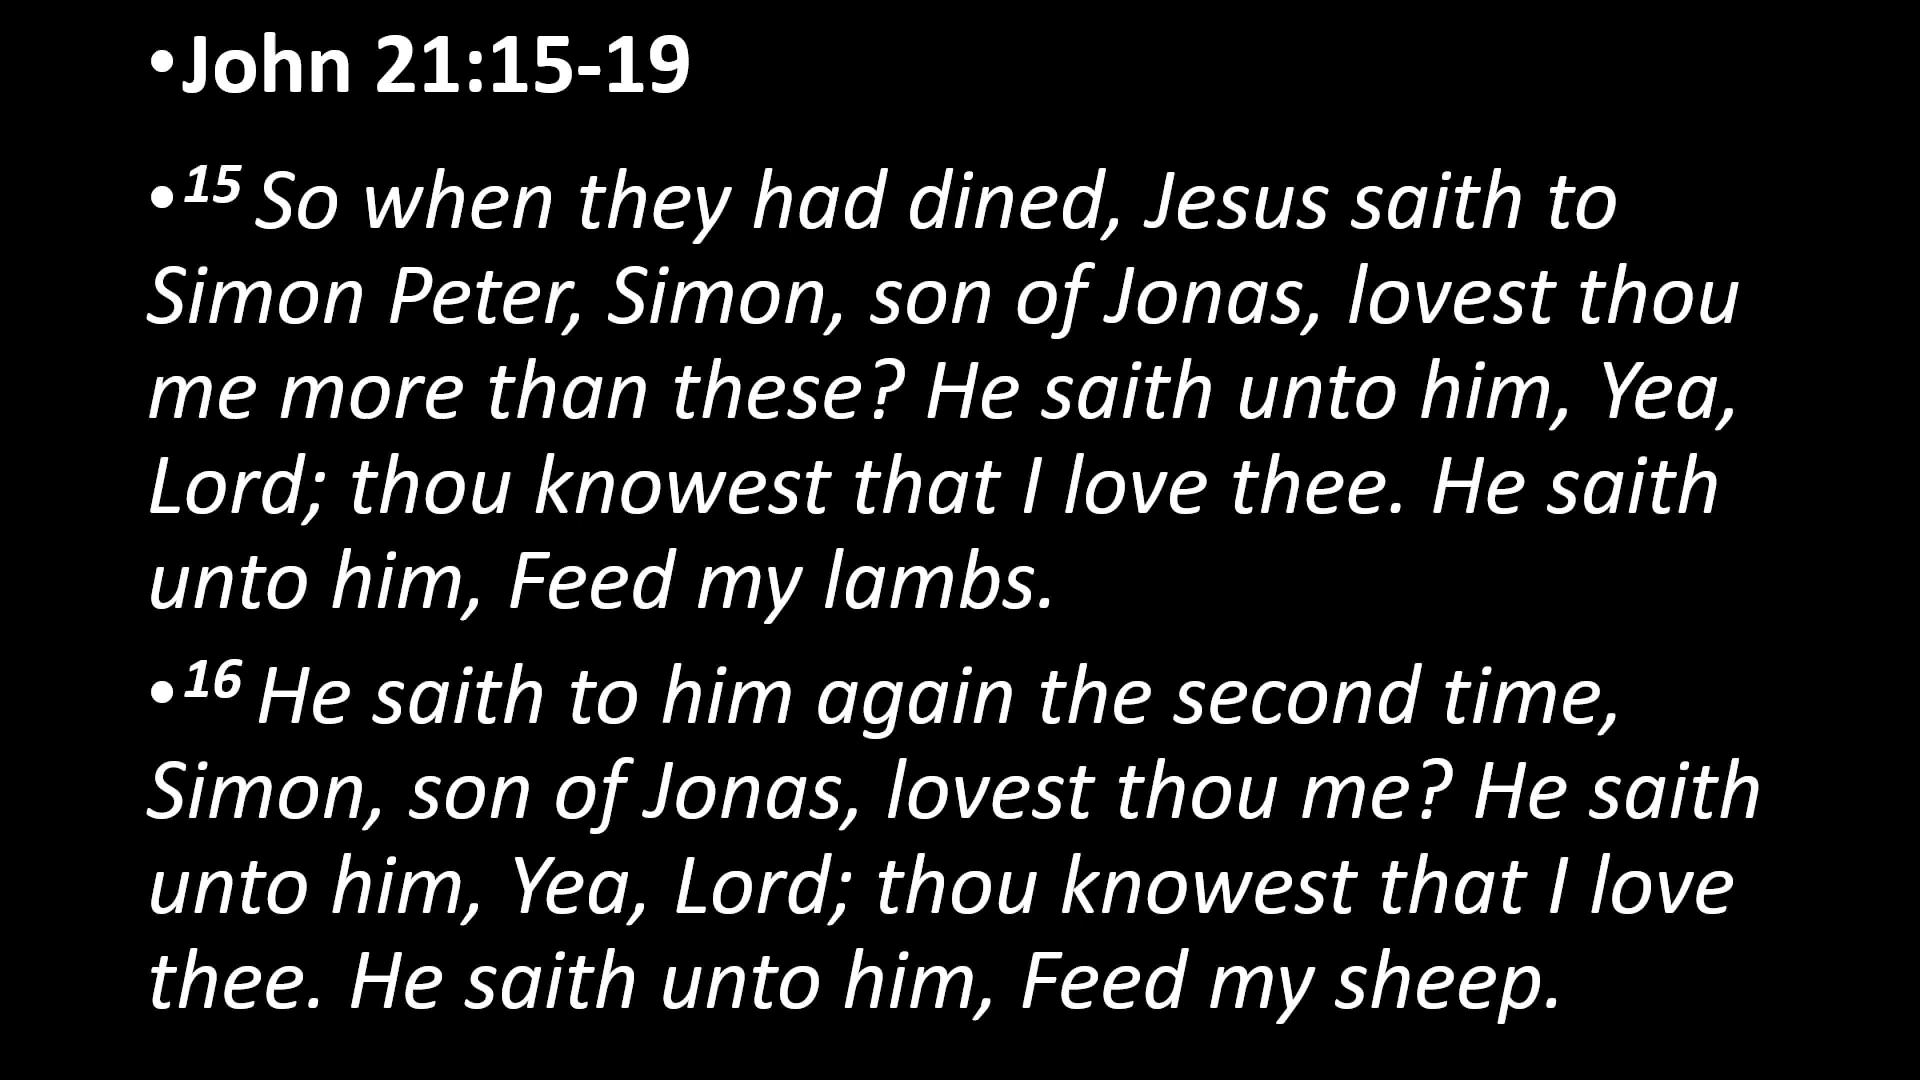 •John 21:15-19
•15 So when they had dined, Jesus saith to
Simon Peter, Simon, son of Jonas, lovest thou
me more than these? He saith unto him, Yea,
Lord; thou knowest that I love thee. He saith
unto him, Feed my lambs.
•16 He saith to him again the second time,
Simon, son of Jonas, lovest thou me? He saith
unto him, Yea, Lord; thou knowest that I love
thee. He saith unto him, Feed my sheep.